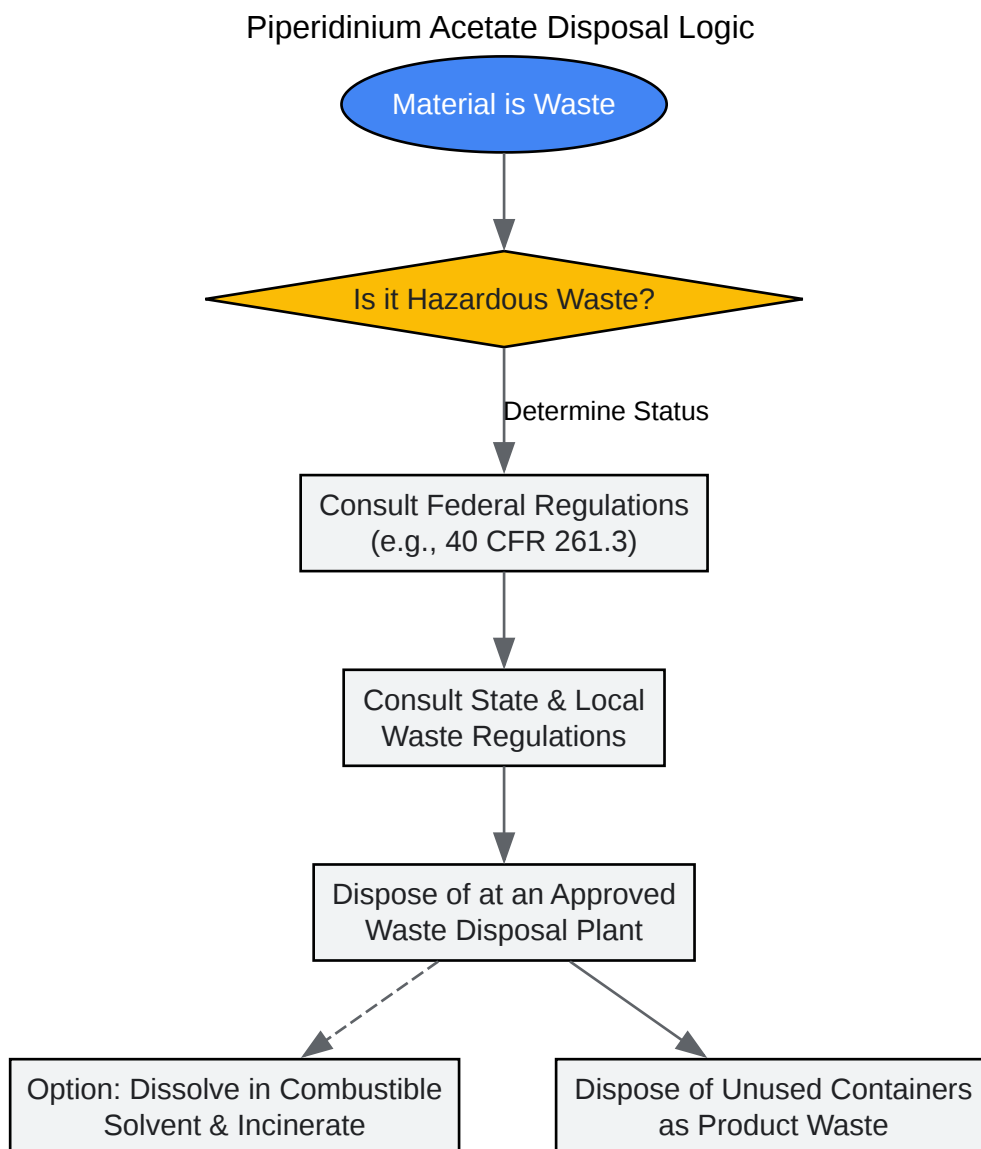 Piperidinium Acetate Disposal Logic
Material is Waste
Is it Hazardous Waste?
Determine Status
Consult Federal Regulations
(e.g., 40 CFR 261.3)
Consult State & Local
Waste Regulations
Dispose of at an Approved
Waste Disposal Plant
Option: Dissolve in Combustible
Solvent & Incinerate
Dispose of Unused Containers
as Product Waste